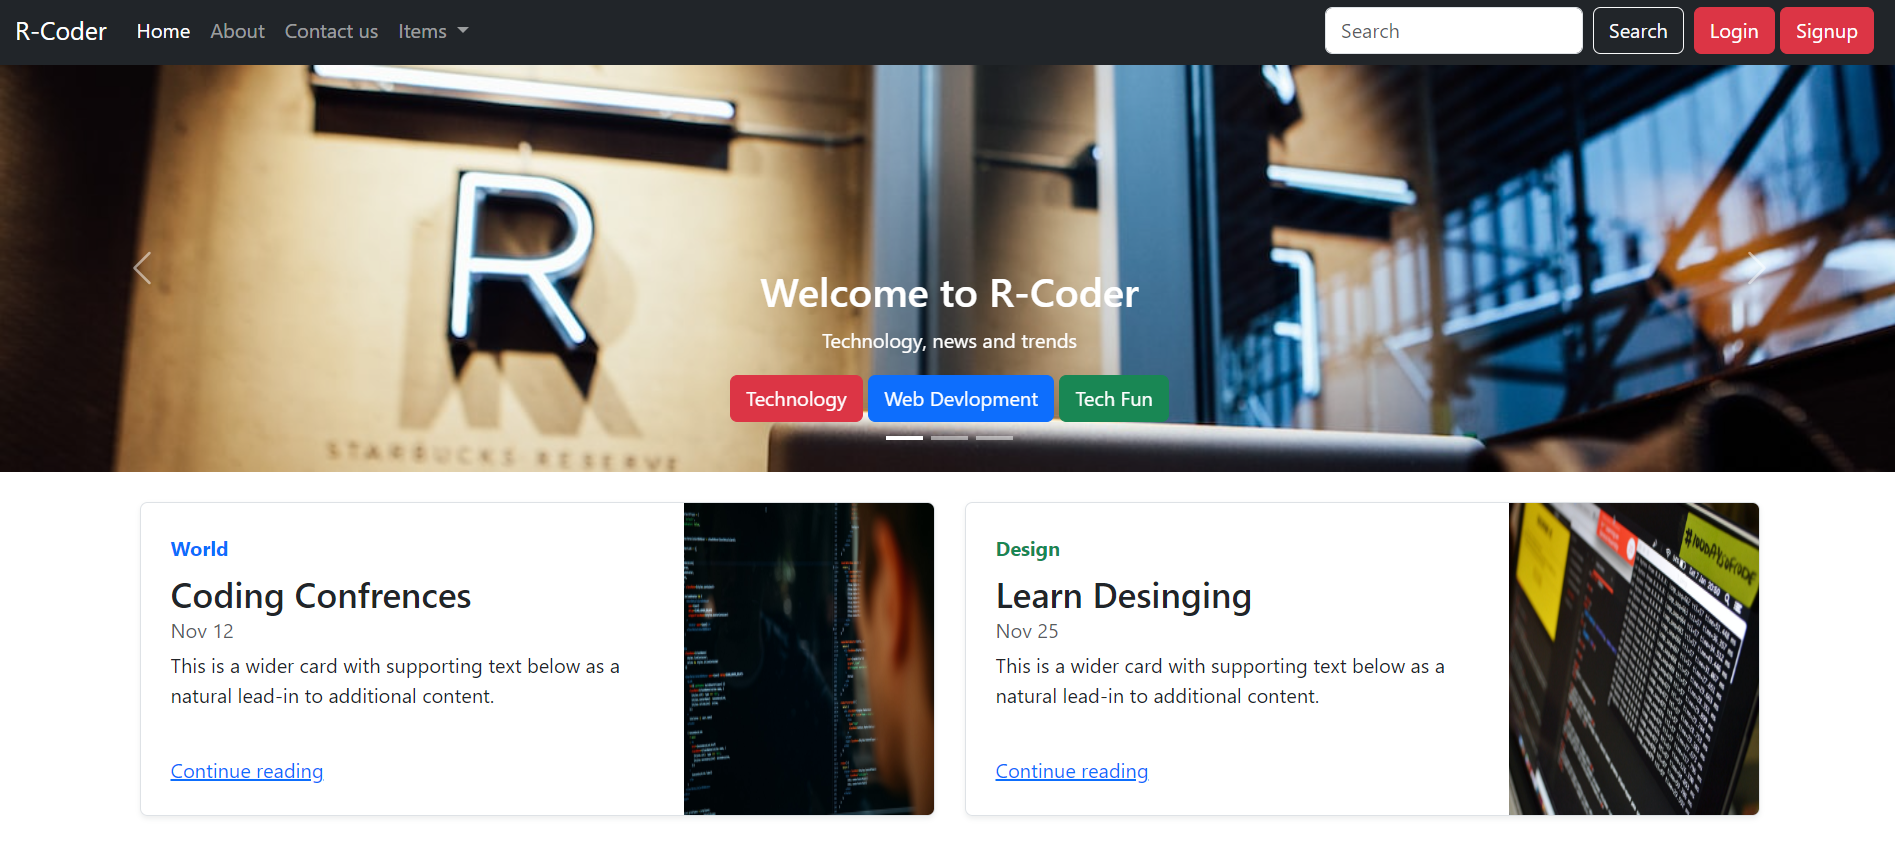 R-Coder Home About Contact us Items Search Search Login Signup
R
STARBUCKS RESERVE
Welcome to R-Coder
Technology, news and trends
Technology Web Devlopment Tech Fun
World
Coding Confrences
Nov 12
This is a wider card with supporting text below as a
natural lead-in to additional content.
Continue reading
Design
Learn Desinging
Nov 25
This is a wider card with supporting text below as a
natural lead-in to additional content.
Continue reading
#100DAYSOFCODE